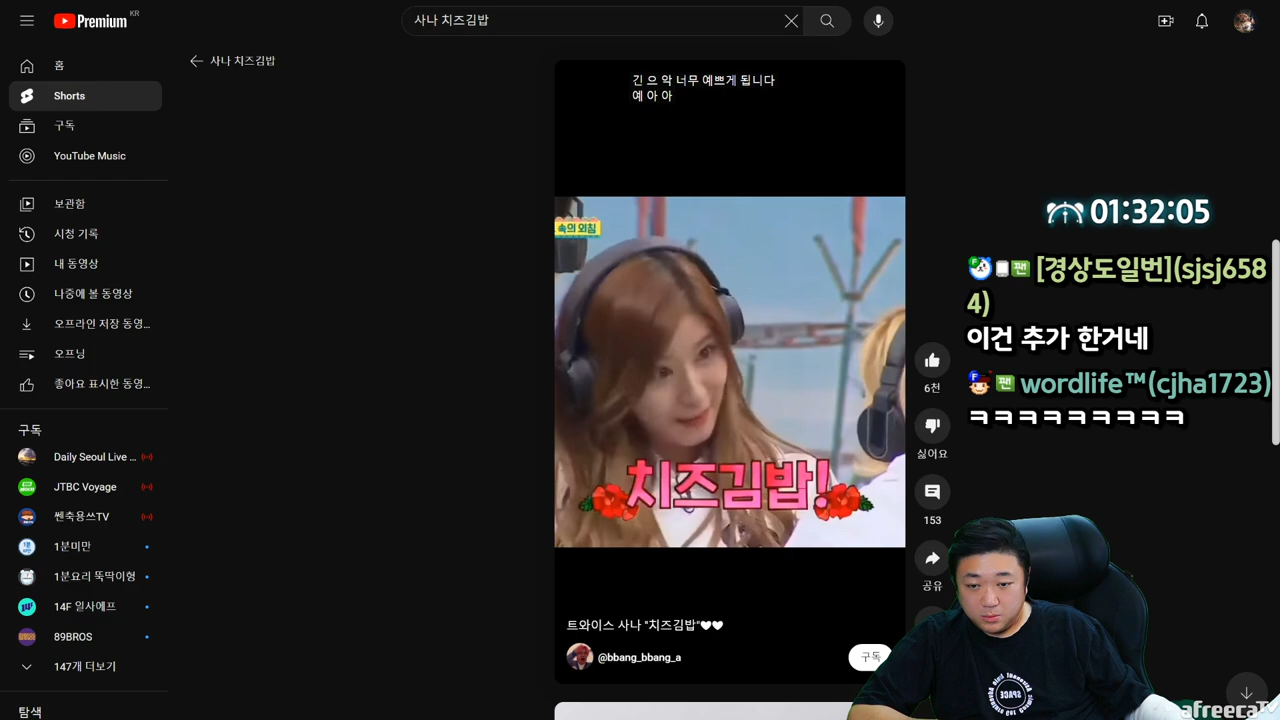 Premium KR
사나 치즈김밥
사나 치즈김밥
홈
Shorts
구독
YouTube Music
보관함
시청 기록
내 동영상
나중에 볼 동영상
오프라인 저장 동영...
오프닝
좋아요 표시한 동영...
구독
Daily Seoul Live ...
JTBC Voyage
쎈축용쓰TV
1분미만
1분요리 뚝딱이형
14F 일사에프
89BROS
147개 더보기
탐색
긴 으 악 너무 예쁘게 됩니다
예 아 아
속의 외침
치즈김밥!
트와이스 사나 "치즈김밥"🤍🤍
@bbang_bbang_a
구독
6천
싫어요
153
공유
01:32:05
팬 [경상도일번](sjsj658
4)
이건 추가 한거네
팬 wordlife™(cjha1723)
ㅋㅋㅋㅋㅋㅋㅋㅋㅋ
SPACE
afreecaTV